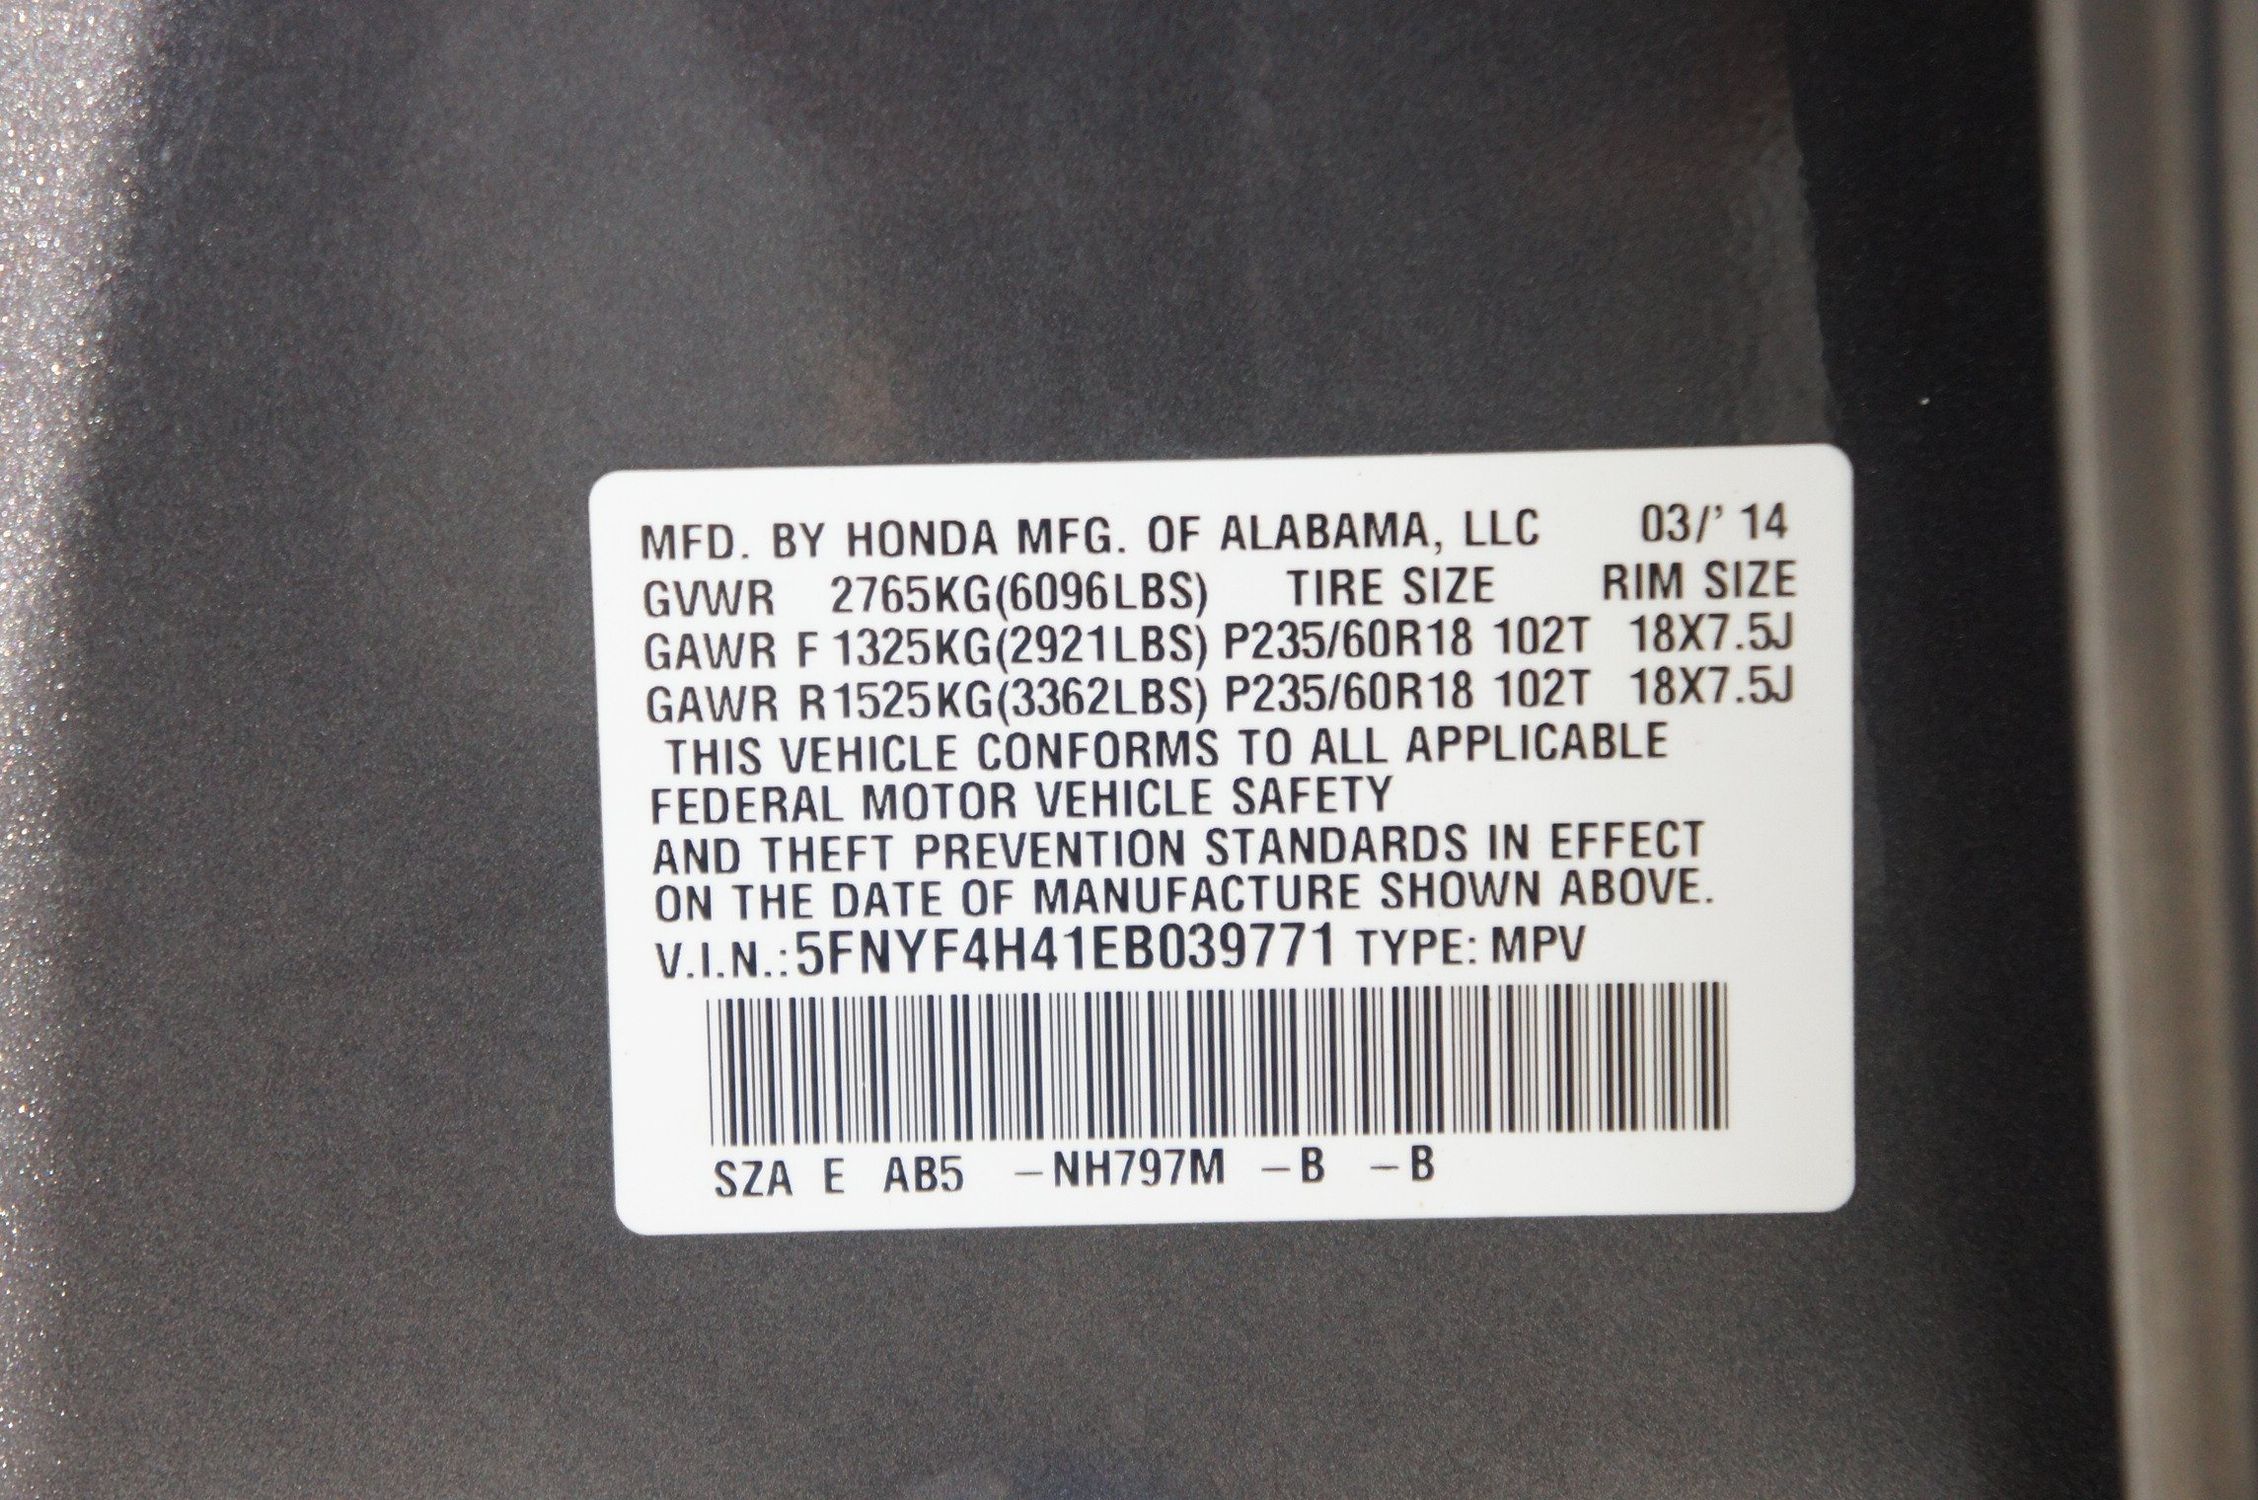 MFD. BY HONDA MFG. OF ALABAMA, LLC 03/' 14
GVWR 2765KG(6096LBS) TIRE SIZE RIM SIZE
GAWR F 1325KG(2921LBS) P235/60R18 102T 18X7.5J
GAWR R 1525KG(3362LBS) P235/60R18 102T 18X7.5J
THIS VEHICLE CONFORMS TO ALL APPLICABLE
FEDERAL MOTOR VEHICLE SAFETY
AND THEFT PREVENTION STANDARDS IN EFFECT
ON THE DATE OF MANUFACTURE SHOWN ABOVE.
V.I.N.:5FNYF4H41EB039771 TYPE: MPV
SZA E AB5 –NH797M –B –B